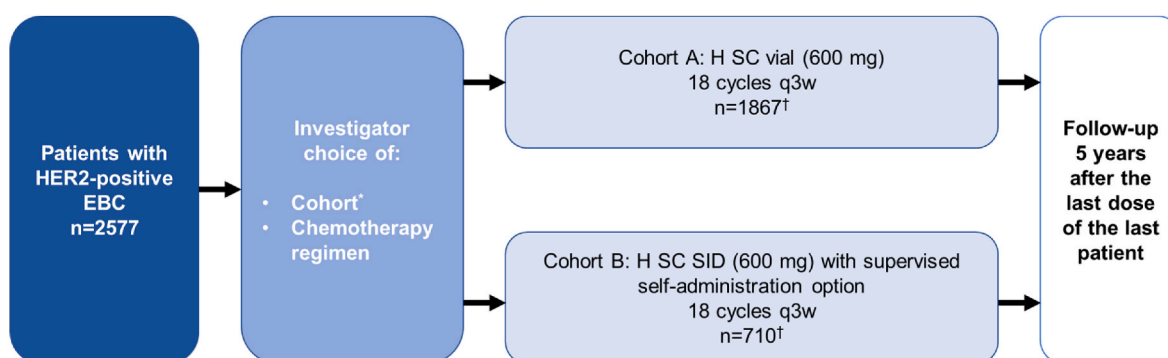 Patients with
HER2-positive
EBC
n=2577
Investigator
choice of:
• Cohort*
• Chemotherapy
regimen
Cohort A: H SC vial (600 mg)
18 cycles q3w
n=1867†
Cohort B: H SC SID (600 mg) with supervised
self-administration option
18 cycles q3w
n=710†
Follow-up
5 years
after the
last dose
of the last
patient